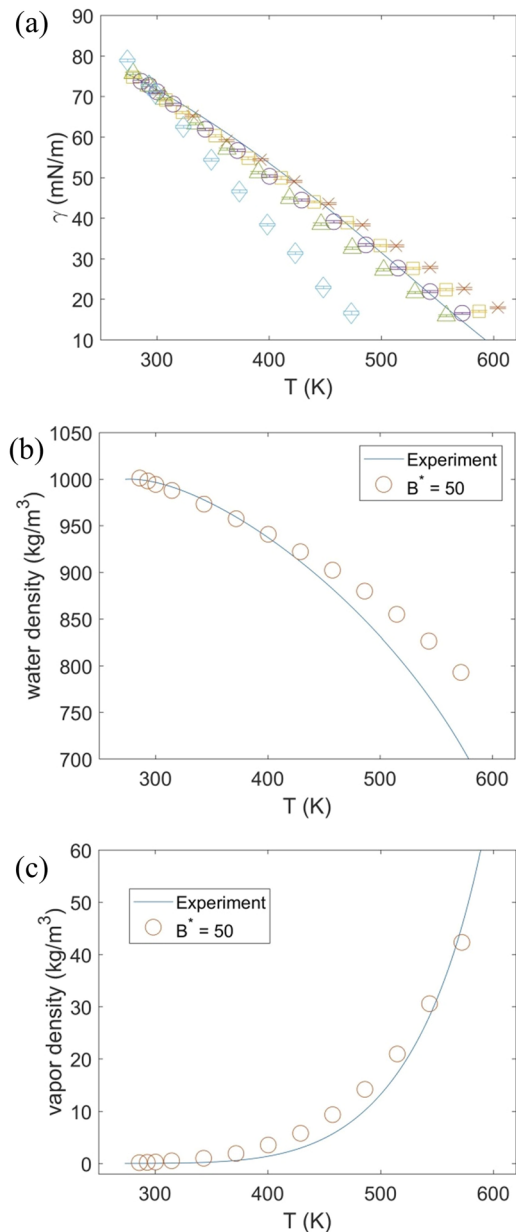 (a)
90
80
70
60
50
40
30
20
10
γ (mN/m)
300 400 500 600
T (K)
(b)
1050
1000
950
900
850
800
750
700
water density (kg/m³)
Experiment
B* = 50
300 400 500 600
T (K)
(c)
60
50
40
30
20
10
0
vapor density (kg/m³)
Experiment
B* = 50
300 400 500 600
T (K)